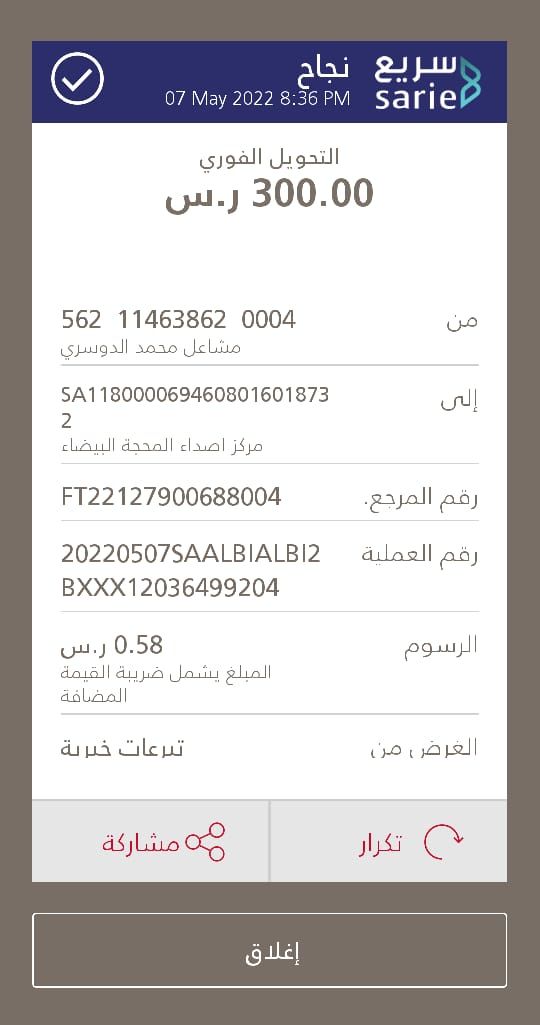 سريع
sarie
نجاح
07 May 2022 8:36 PM
التحويل الفوري
300.00 ر.س
من
562 11463862 0004
مشاعل محمد الدوسري
إلى
SA118000069460801601873
2
مركز اصداء المحجة البيضاء
رقم المرجع.
FT22127900688004
رقم العملية
20220507SAALBIALBI2
BXXX12036499204
الرسوم
0.58 ر.س
المبلغ يشمل ضريبة القيمة
المضافة
الغرض من
تبرعات خيرية
تكرار
مشاركة
إغلاق